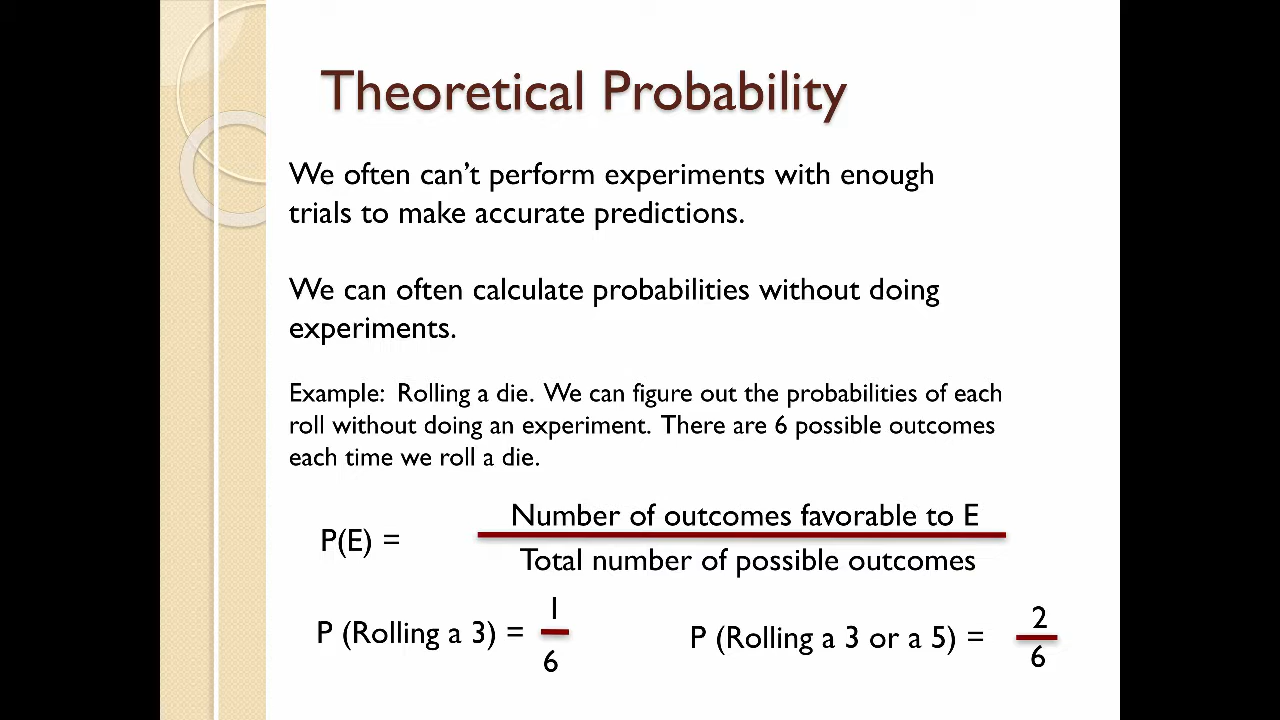 Theoretical Probability
We often can’t perform experiments with enough
trials to make accurate predictions.
We can often calculate probabilities without doing
experiments.
Example:  Rolling a die.  We can figure out the probabilities of each
roll without doing an experiment.  There are 6 possible outcomes
each time we roll a die.
P(E) =
Number of outcomes favorable to E
Total number of possible outcomes
P (Rolling a 3) =
1
6
P (Rolling a 3 or a 5) =
2
6